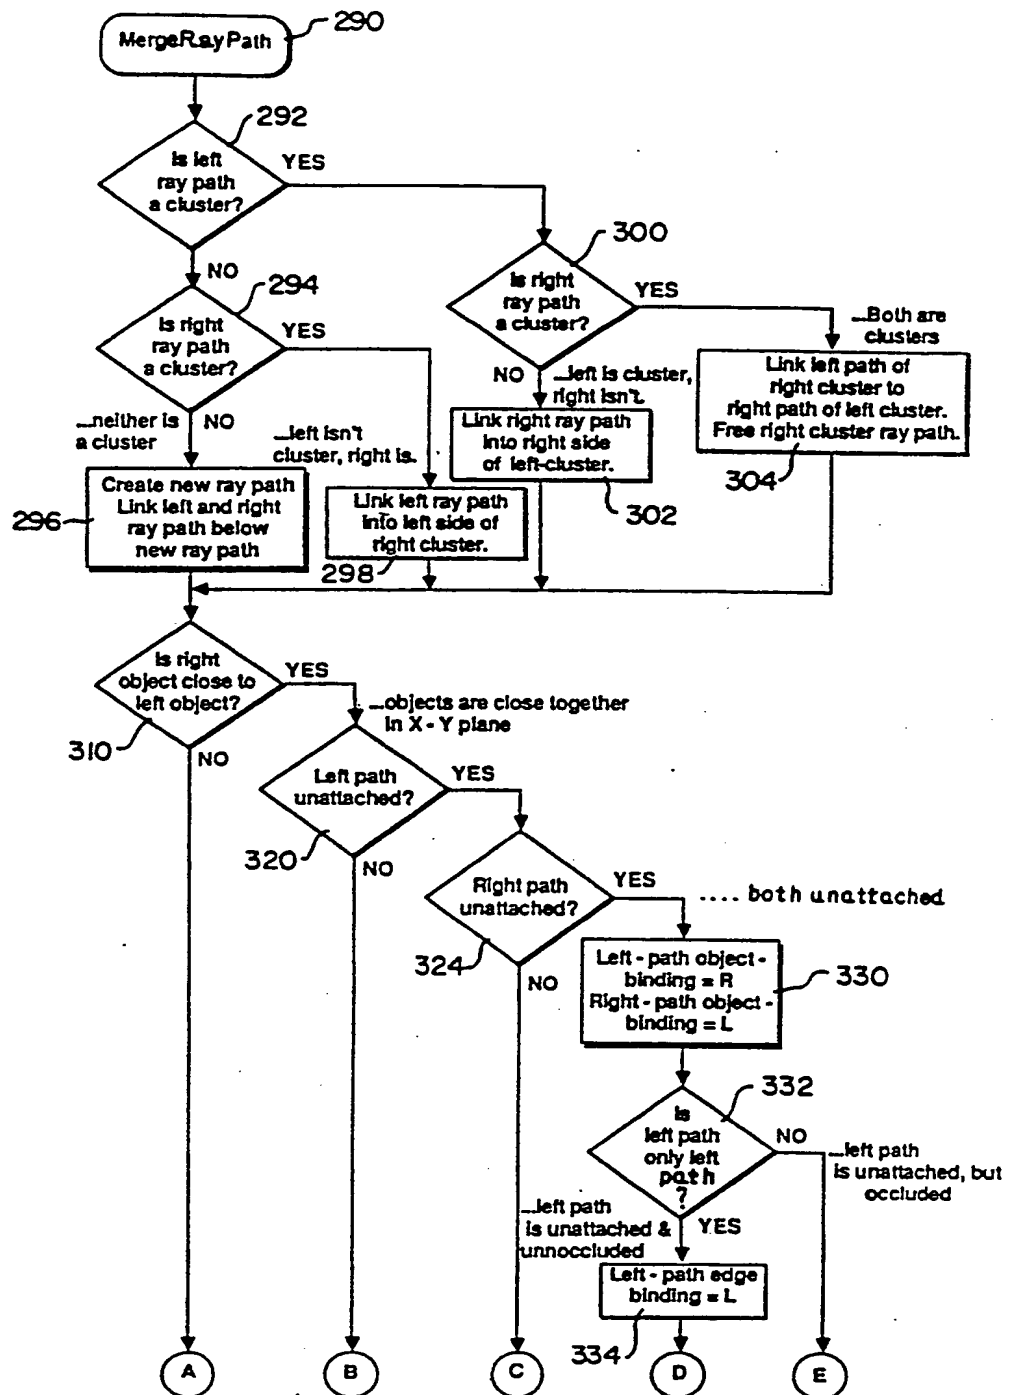 MergeRay Path
290
292
Is left
ray path
a cluster?
YES
NO
300
Is right
ray path
a cluster?
YES
NO
294
Is right
ray path
a cluster?
YES
NO
...Both are
clusters
Link left path of
right cluster to
right path of left cluster.
Free right cluster ray path.
304
...left is cluster,
right isn't.
Link right ray path
into right side
of left-cluster.
302
...neither is
a cluster
...left isn't
cluster, right is.
Create new ray path
Link left and right
ray path below
new ray path
296
Link left ray path
into left side of
right cluster.
298
Is right
object close to
left object?
YES
NO
310
...objects are close together
in X - Y plane
Left path
unattached?
YES
NO
320
Right path
unattached?
YES
NO
324
.... both unattached
Left - path object -
binding = R
Right - path object -
binding = L
330
332
Is
left path
only left
path
?
NO
YES
...left path
is unattached, but
occluded
...left path
is unattached &
unnoccluded
Left - path edge
binding = L
334
A
B
C
D
E